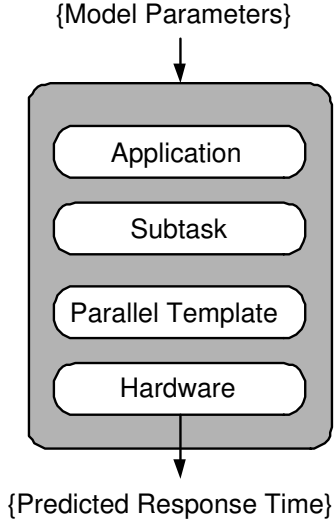 {Model Parameters}
Application
Subtask
Parallel Template
Hardware
{Predicted Response Time}